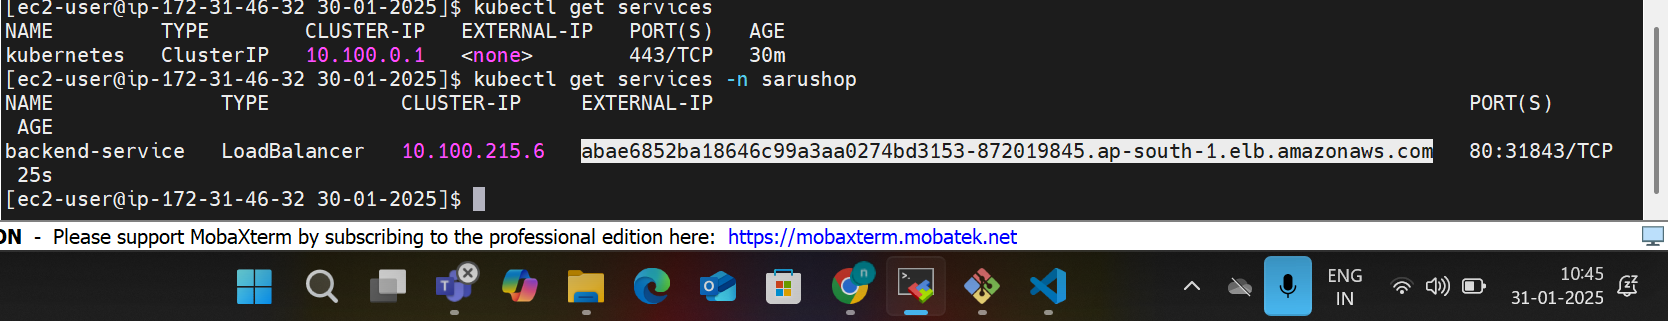 [ec2-user@ip-172-31-46-32 30-01-2025]$ kubectl get services
NAME         TYPE        CLUSTER-IP   EXTERNAL-IP   PORT(S)   AGE
kubernetes   ClusterIP   10.100.0.1   <none>        443/TCP   30m
[ec2-user@ip-172-31-46-32 30-01-2025]$ kubectl get services -n sarushop
NAME              TYPE           CLUSTER-IP     EXTERNAL-IP                                                                PORT(S)
 AGE
backend-service   LoadBalancer   10.100.215.6   abae6852ba18646c99a3aa0274bd3153-872019845.ap-south-1.elb.amazonaws.com   80:31843/TCP
 25s
[ec2-user@ip-172-31-46-32 30-01-2025]$
ON - Please support MobaXterm by subscribing to the professional edition here: https://mobaxterm.mobatek.net
n
ENG
IN
10:45
31-01-2025